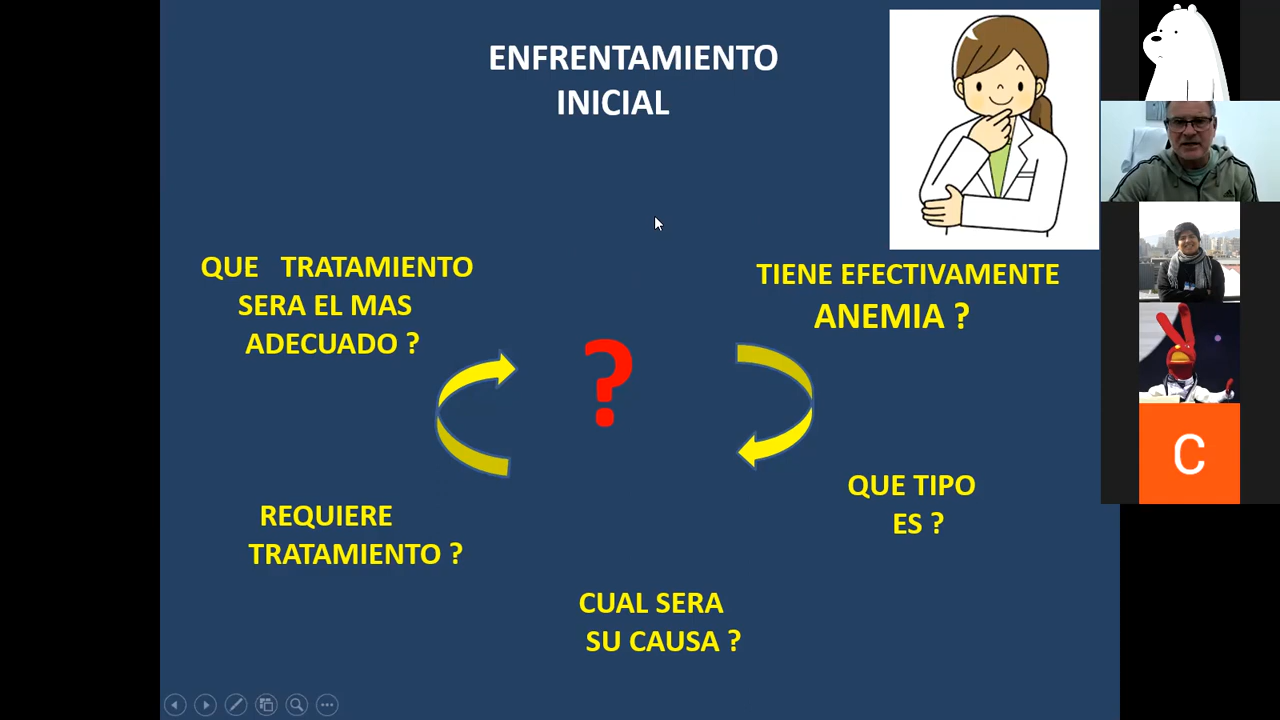 ENFRENTAMIENTO
INICIAL
QUE TRATAMIENTO
SERA EL MAS
ADECUADO ?
TIENE EFECTIVAMENTE
ANEMIA ?
?
QUE TIPO
ES ?
REQUIERE
TRATAMIENTO ?
CUAL SERA
SU CAUSA ?
C